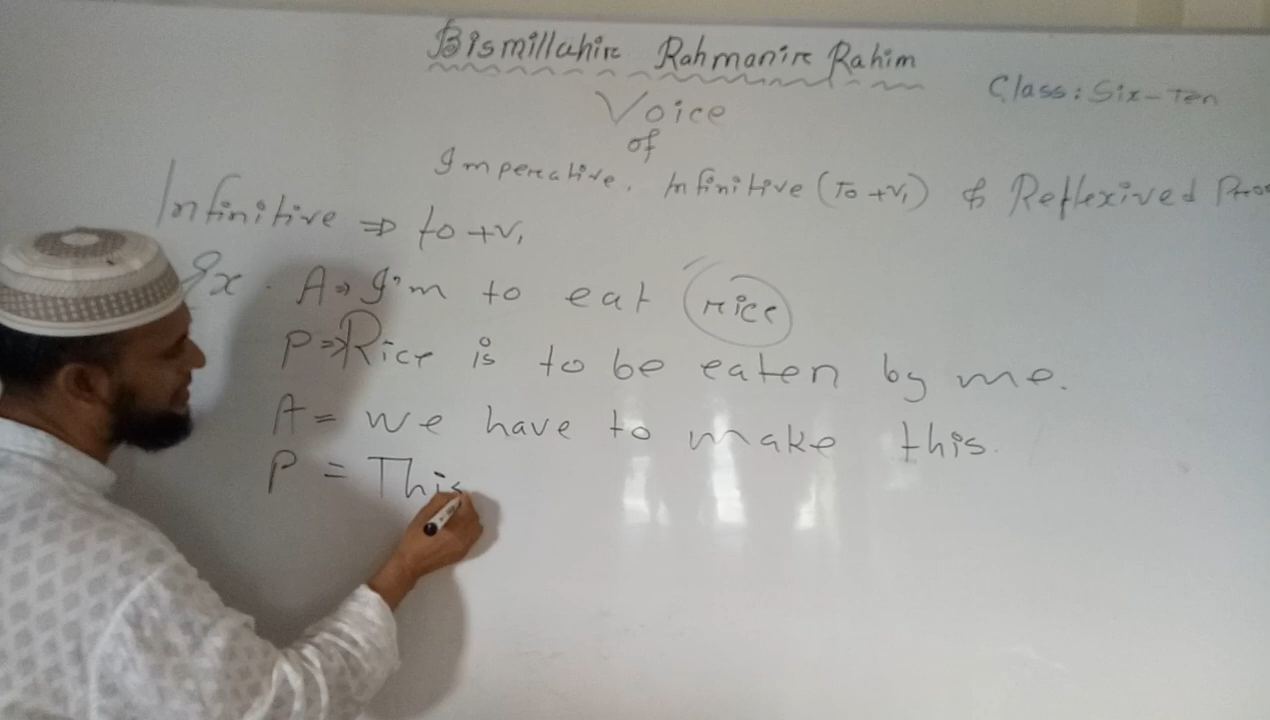 Bismillahir Rahmanir Rahim
Class: Six-Ten
Voice
of
Imperative, Infinitive (To +V₁) & Reflexived Pro
Infinitive ⇒ to +V₁
Ex. A⇒ I'm to eat rice
P⇒Rice is to be eaten by me.
A= we have to make this.
P = This